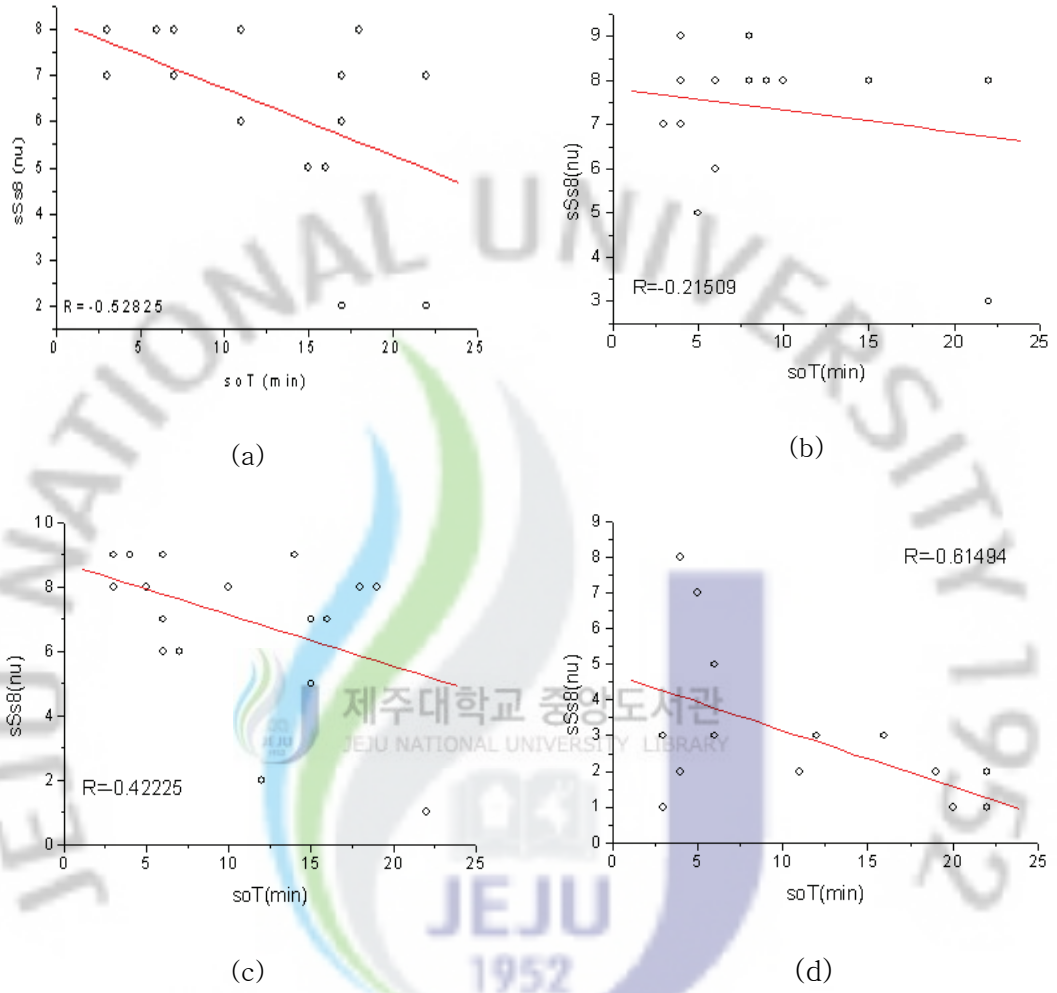 8
7
6
5
4
3
2
sSs8 (nu)
R = -0.52825
0 5 10 15 20 25
soT (min)
(a)
9
8
7
6
5
4
3
sSs8(nu)
R=-0.21509
0 5 10 15 20 25
soT(min)
(b)
10
8
6
4
2
0
sSs8(nu)
R=-0.42225
0 5 10 15 20 25
soT(min)
(c)
9
8
7
6
5
4
3
2
1
0
sSs8(nu)
R=-0.61494
0 5 10 15 20 25
soT(min)
(d)
JEJU NATIONAL UNIVERSITY 1952
JEJU
1952
제주대학교 중앙도서관
JEJU NATIONAL UNIVERSITY LIBRARY
JEJU
1952